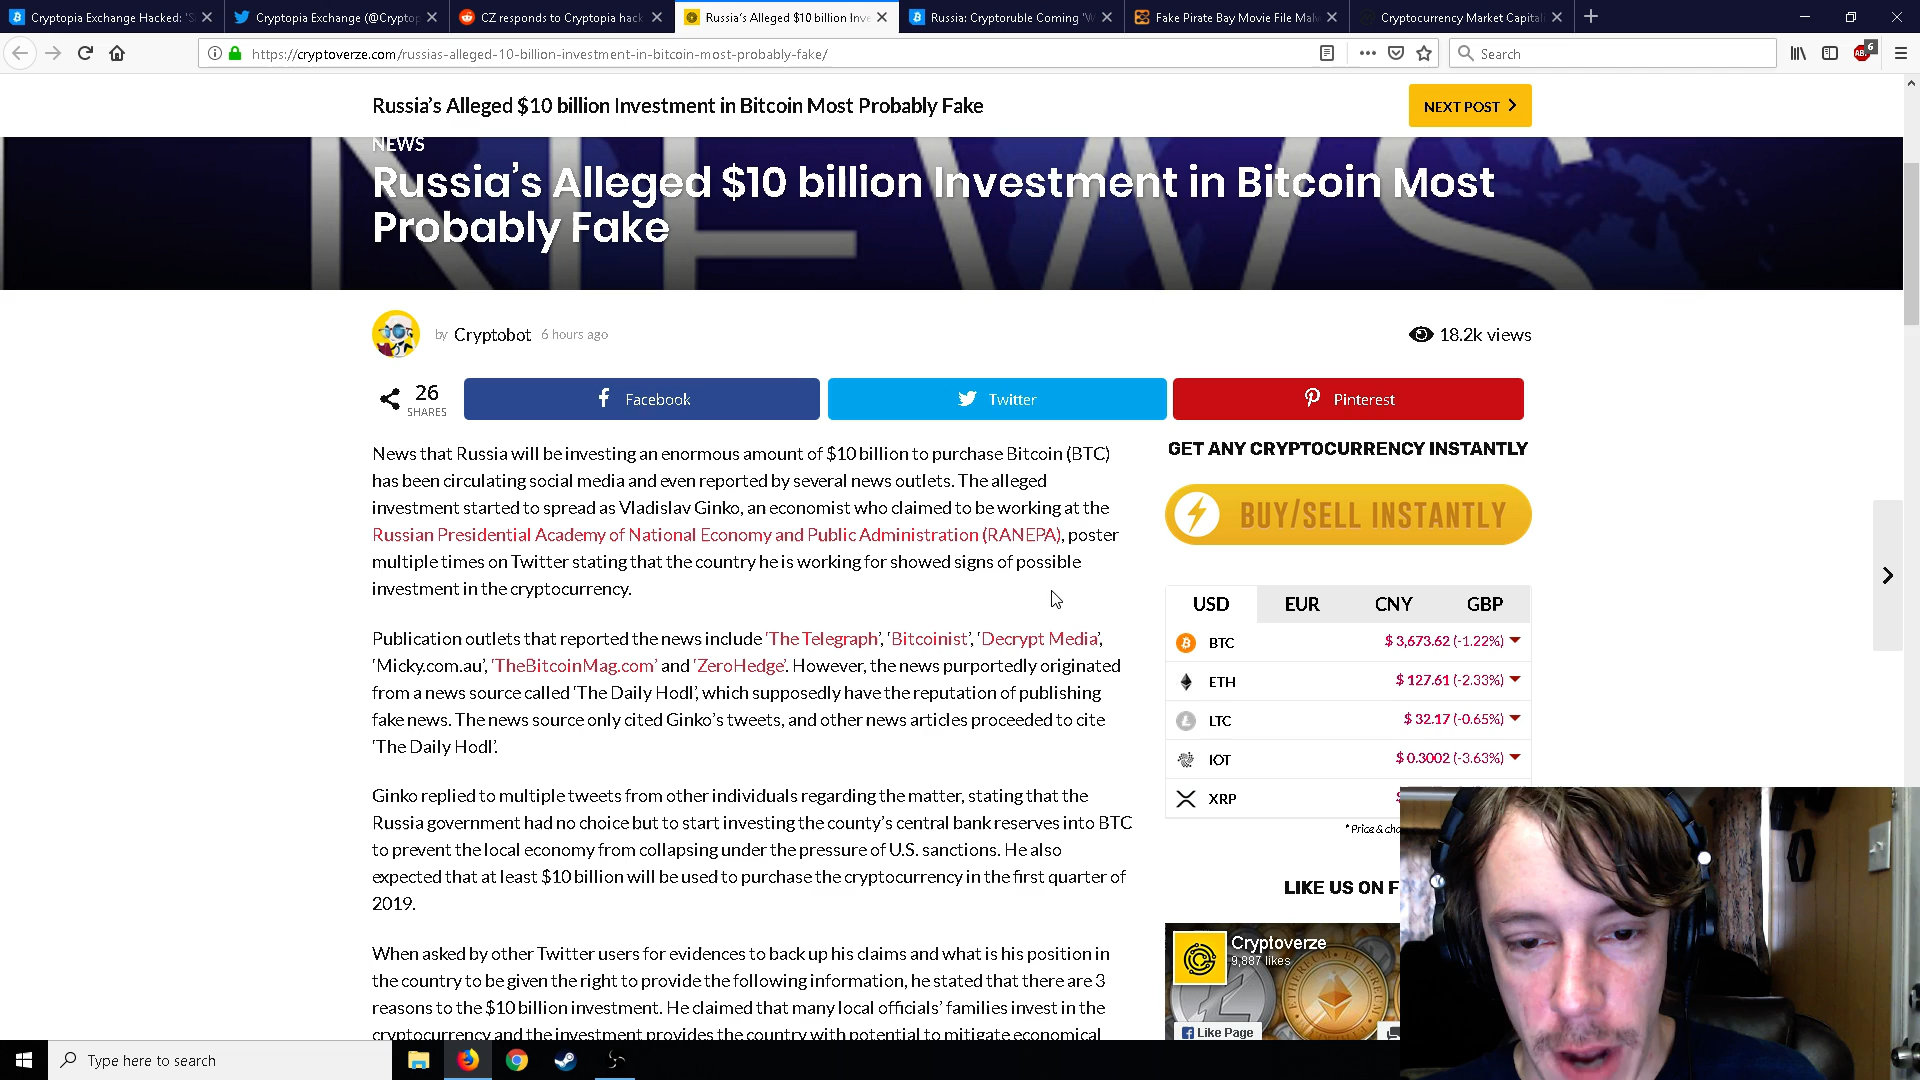 Cryptopia Exchange Hacked: 'S
Cryptopia Exchange (@Cryptop
CZ responds to Cryptopia hack
Russia's Alleged $10 billion Inve
Russia: Cryptoruble Coming 'W
Fake Pirate Bay Movie File Mal
Cryptocurrency Market Capitali
https://cryptoverze.com/russias-alleged-10-billion-investment-in-bitcoin-most-probably-fake/
Search
6
Russia's Alleged $10 billion Investment in Bitcoin Most Probably Fake
NEXT POST
NEWS
NEWS
Russia's Alleged $10 billion Investment in Bitcoin Most
Probably Fake
by Cryptobot 6 hours ago
18.2k views
26
SHARES
Facebook
Twitter
Pinterest
News that Russia will be investing an enormous amount of $10 billion to purchase Bitcoin (BTC)
has been circulating social media and even reported by several news outlets. The alleged
investment started to spread as Vladislav Ginko, an economist who claimed to be working at the
Russian Presidential Academy of National Economy and Public Administration (RANEPA), poster
multiple times on Twitter stating that the country he is working for showed signs of possible
investment in the cryptocurrency.
Publication outlets that reported the news include 'The Telegraph', 'Bitcoinist', 'Decrypt Media',
'Micky.com.au', 'TheBitcoinMag.com' and 'ZeroHedge'. However, the news purportedly originated
from a news source called 'The Daily Hodl', which supposedly have the reputation of publishing
fake news. The news source only cited Ginko's tweets, and other news articles proceeded to cite
'The Daily Hodl'.
Ginko replied to multiple tweets from other individuals regarding the matter, stating that the
Russia government had no choice but to start investing the county's central bank reserves into BTC
to prevent the local economy from collapsing under the pressure of U.S. sanctions. He also
expected that at least $10 billion will be used to purchase the cryptocurrency in the first quarter of
2019.
When asked by other Twitter users for evidences to back up his claims and what is his position in
the country to be given the right to provide the following information, he stated that there are 3
reasons to the $10 billion investment. He claimed that many local officials' families invest in the
cryptocurrency and the investment provides the country with potential to mitigate economical
GET ANY CRYPTOCURRENCY INSTANTLY
BUY/SELL INSTANTLY
USD EUR CNY GBP
BTC $ 3,673.62 (-1.22%)
ETH $ 127.61 (-2.33%)
LTC $ 32.17 (-0.65%)
IOT $ 0.3002 (-3.63%)
XRP $
* Price & cha
LIKE US ON F
Cryptoverze
9,887 likes
Like Page
Type here to search